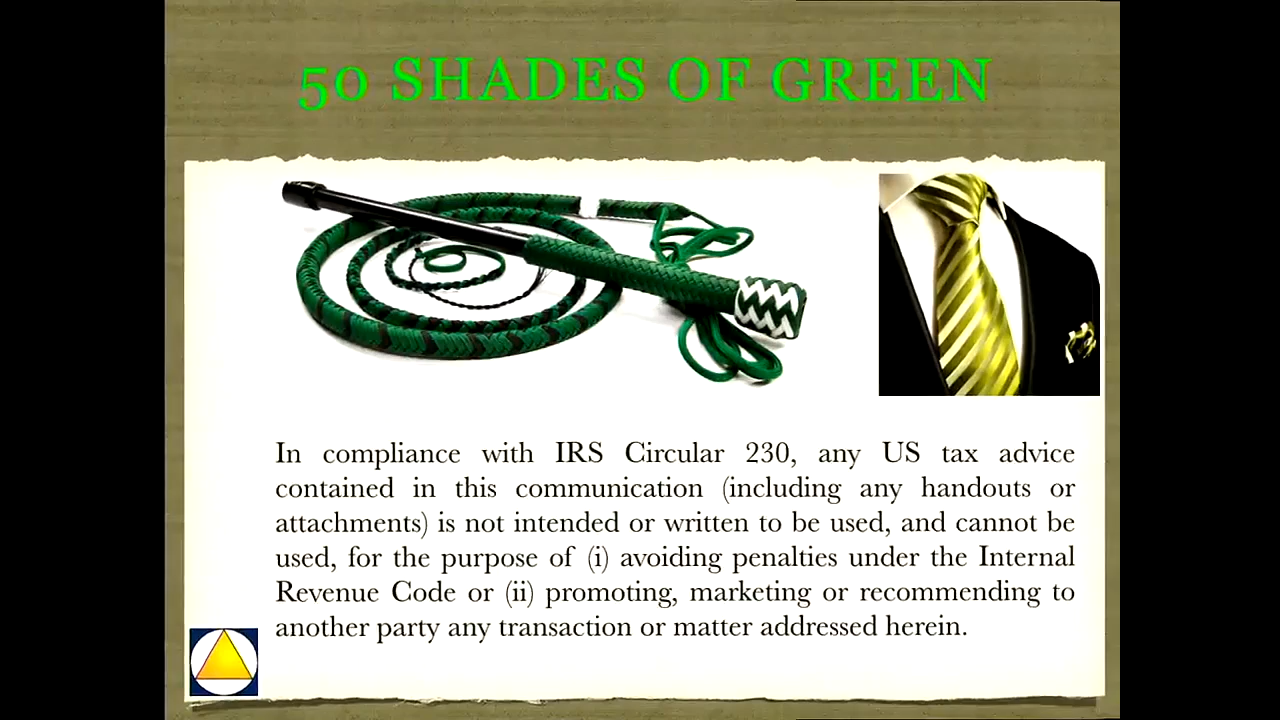 50 SHADES OF GREEN
In compliance with IRS Circular 230, any US tax advice
contained in this communication (including any handouts or
attachments) is not intended or written to be used, and cannot be
used, for the purpose of (i) avoiding penalties under the Internal
Revenue Code or (ii) promoting, marketing or recommending to
another party any transaction or matter addressed herein.